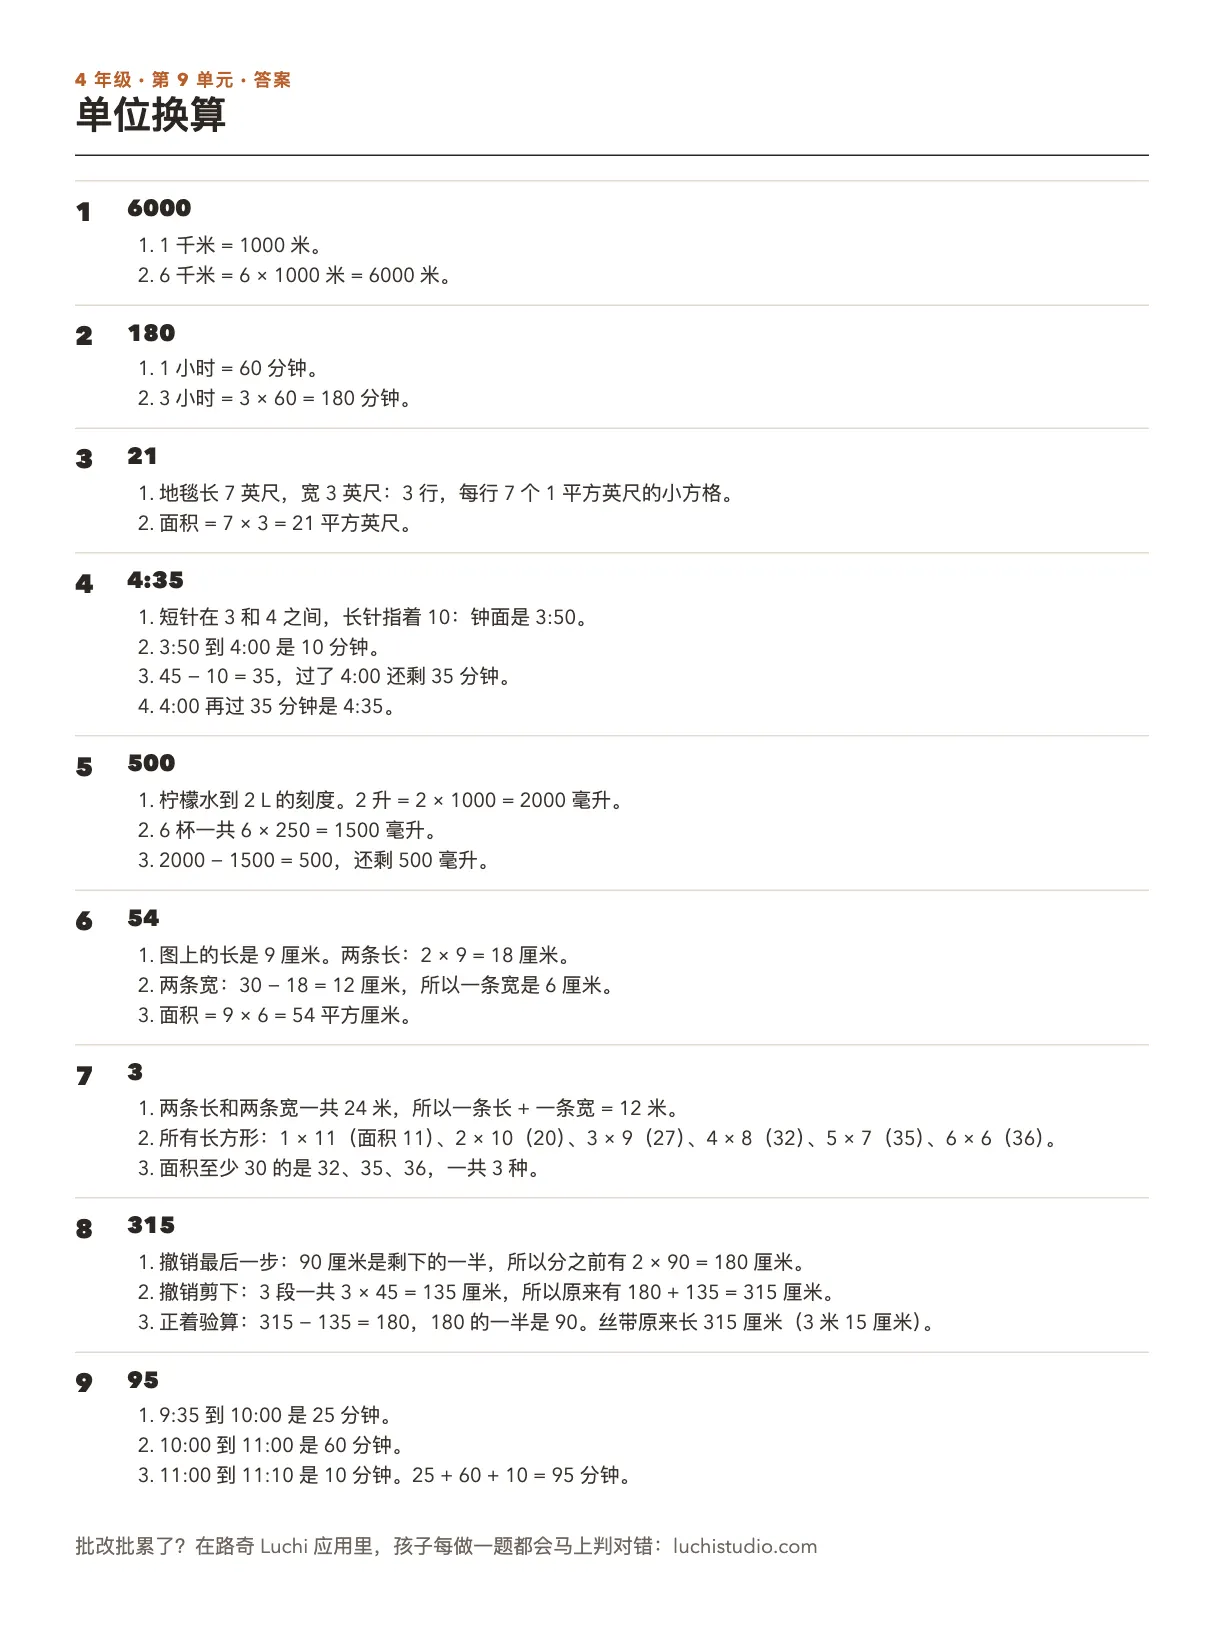 4 年级 · 第 9 单元 · 答案
单位换算
1 6000
1. 1 千米 = 1000 米。
2. 6 千米 = 6 × 1000 米 = 6000 米。
2 180
1. 1 小时 = 60 分钟。
2. 3 小时 = 3 × 60 = 180 分钟。
3 21
1. 地毯长 7 英尺，宽 3 英尺：3 行，每行 7 个 1 平方英尺的小方格。
2. 面积 = 7 × 3 = 21 平方英尺。
4 4:35
1. 短针在 3 和 4 之间，长针指着 10：钟面是 3:50。
2. 3:50 到 4:00 是 10 分钟。
3. 45 − 10 = 35，过了 4:00 还剩 35 分钟。
4. 4:00 再过 35 分钟是 4:35。
5 500
1. 柠檬水到 2 L 的刻度。2 升 = 2 × 1000 = 2000 毫升。
2. 6 杯一共 6 × 250 = 1500 毫升。
3. 2000 − 1500 = 500，还剩 500 毫升。
6 54
1. 图上的长是 9 厘米。两条长：2 × 9 = 18 厘米。
2. 两条宽：30 − 18 = 12 厘米，所以一条宽是 6 厘米。
3. 面积 = 9 × 6 = 54 平方厘米。
7 3
1. 两条长和两条宽一共 24 米，所以一条长 + 一条宽 = 12 米。
2. 所有长方形：1 × 11（面积 11）、2 × 10（20）、3 × 9（27）、4 × 8（32）、5 × 7（35）、6 × 6（36）。
3. 面积至少 30 的是 32、35、36，一共 3 种。
8 315
1. 撤销最后一步：90 厘米是剩下的一半，所以分之前有 2 × 90 = 180 厘米。
2. 撤销剪下：3 段一共 3 × 45 = 135 厘米，所以原来有 180 + 135 = 315 厘米。
3. 正着验算：315 − 135 = 180，180 的一半是 90。丝带原来长 315 厘米（3 米 15 厘米）。
9 95
1. 9:35 到 10:00 是 25 分钟。
2. 10:00 到 11:00 是 60 分钟。
3. 11:00 到 11:10 是 10 分钟。25 + 60 + 10 = 95 分钟。
批改批累了？在路奇 Luchi 应用里，孩子每做一题都会马上判对错：luchistudio.com